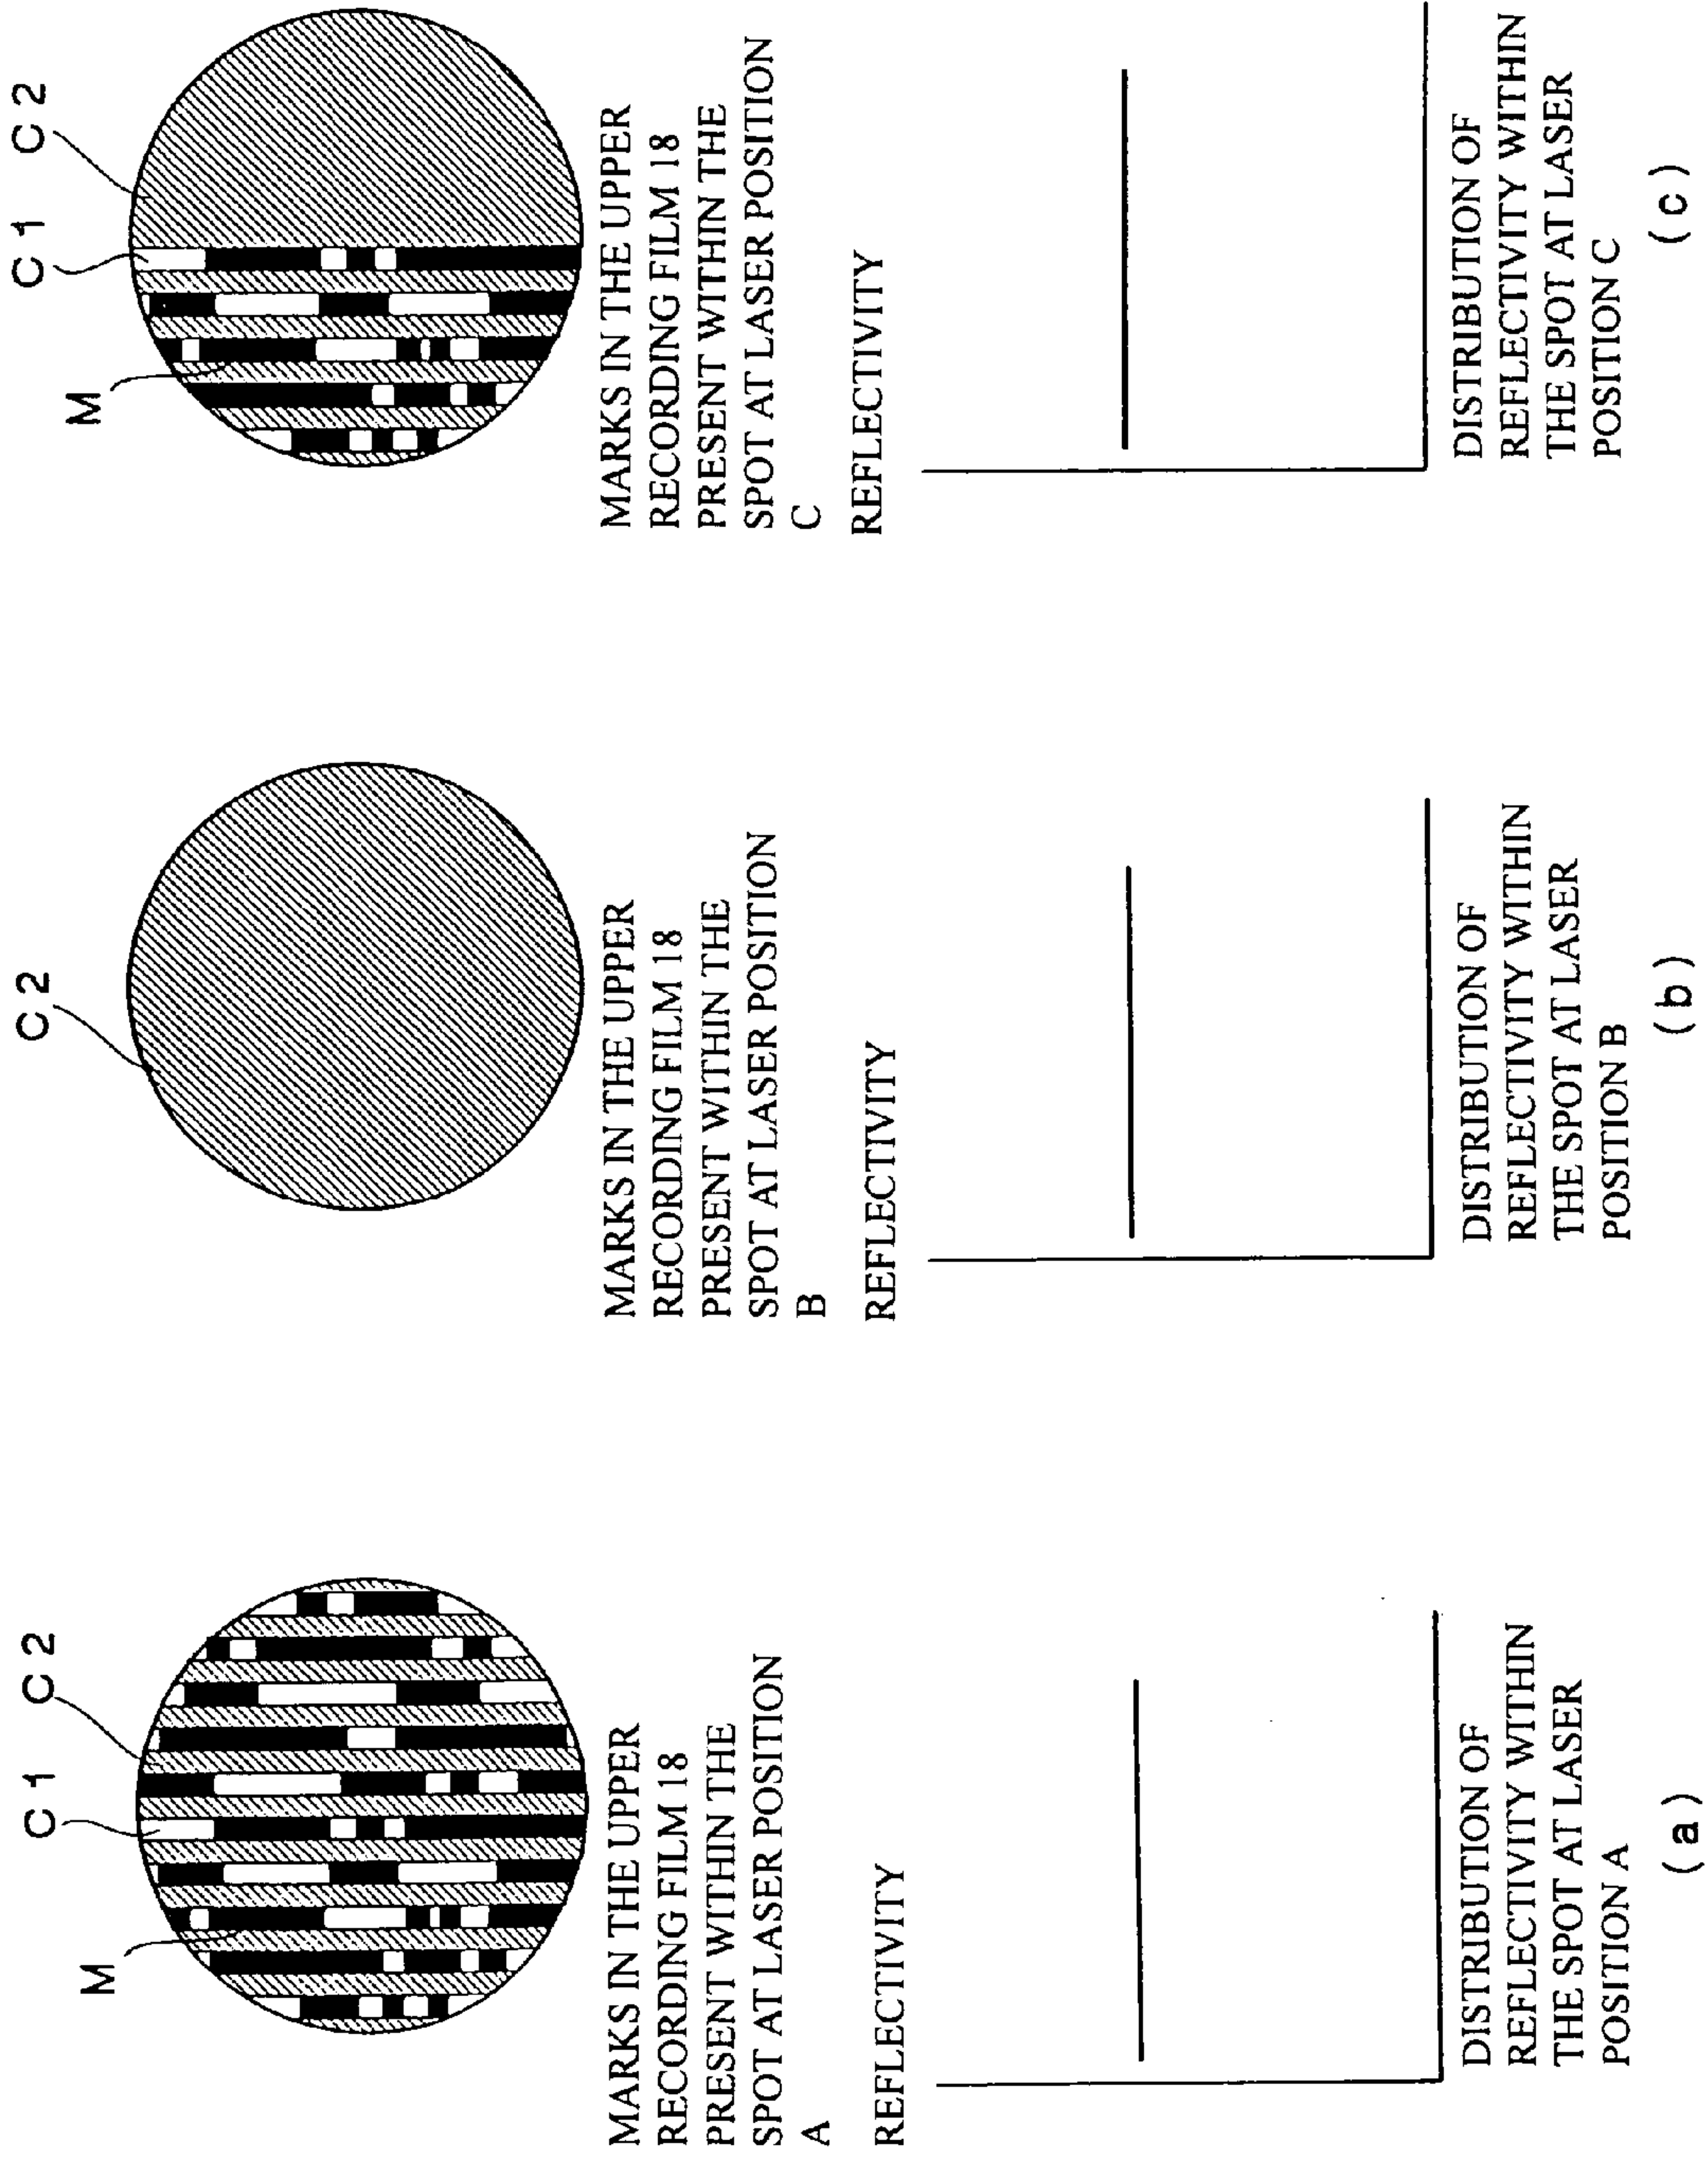 C1
C2
M
MARKS IN THE UPPER
RECORDING FILM 18
PRESENT WITHIN THE
SPOT AT LASER POSITION
A
REFLECTIVITY
DISTRIBUTION OF
REFLECTIVITY WITHIN
THE SPOT AT LASER
POSITION A
(a)
C2
MARKS IN THE UPPER
RECORDING FILM 18
PRESENT WITHIN THE
SPOT AT LASER POSITION
B
REFLECTIVITY
DISTRIBUTION OF
REFLECTIVITY WITHIN
THE SPOT AT LASER
POSITION B
(b)
C1
C2
M
MARKS IN THE UPPER
RECORDING FILM 18
PRESENT WITHIN THE
SPOT AT LASER POSITION
C
REFLECTIVITY
DISTRIBUTION OF
REFLECTIVITY WITHIN
THE SPOT AT LASER
POSITION C
(c)